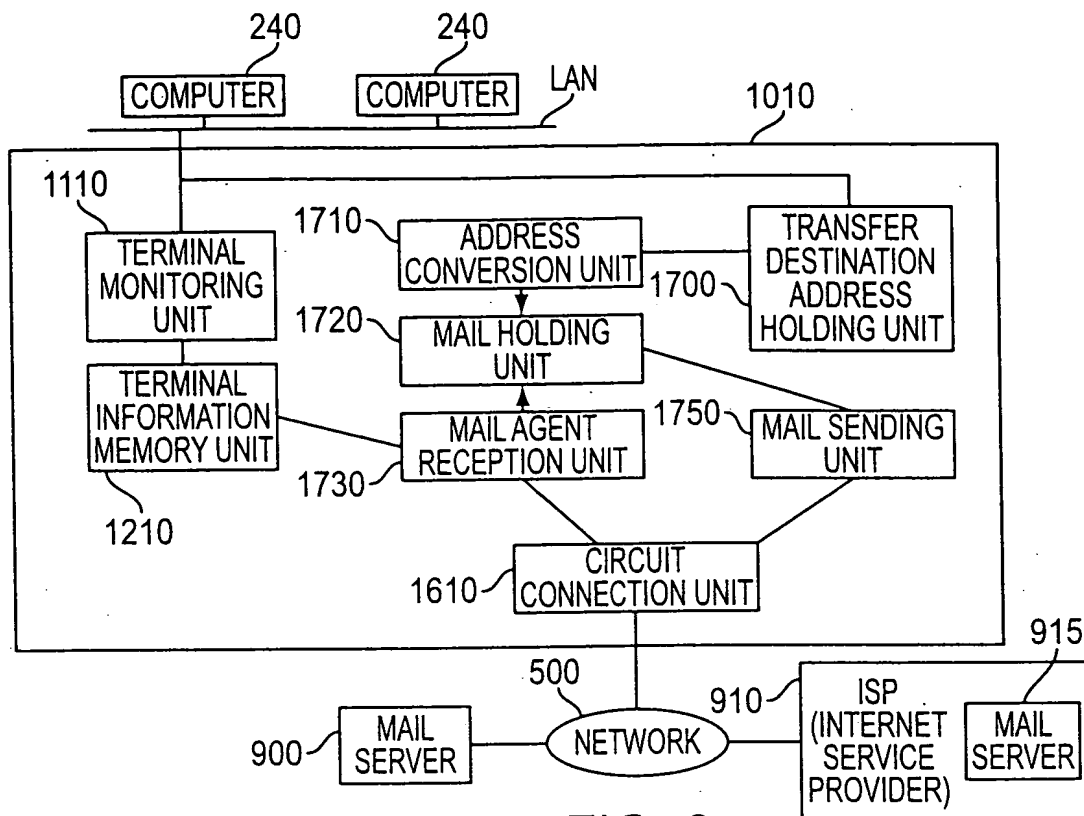 240
240
COMPUTER
COMPUTER
LAN
1010
1110
TERMINAL
MONITORING
UNIT
1710
ADDRESS
CONVERSION UNIT
TRANSFER
DESTINATION
ADDRESS
HOLDING UNIT
1700
1720
MAIL HOLDING
UNIT
TERMINAL
INFORMATION
MEMORY UNIT
1210
MAIL AGENT
RECEPTION UNIT
1730
1750
MAIL SENDING
UNIT
CIRCUIT
CONNECTION UNIT
1610
500
NETWORK
MAIL
SERVER
900
910
ISP
(INTERNET
SERVICE
PROVIDER)
915
MAIL
SERVER